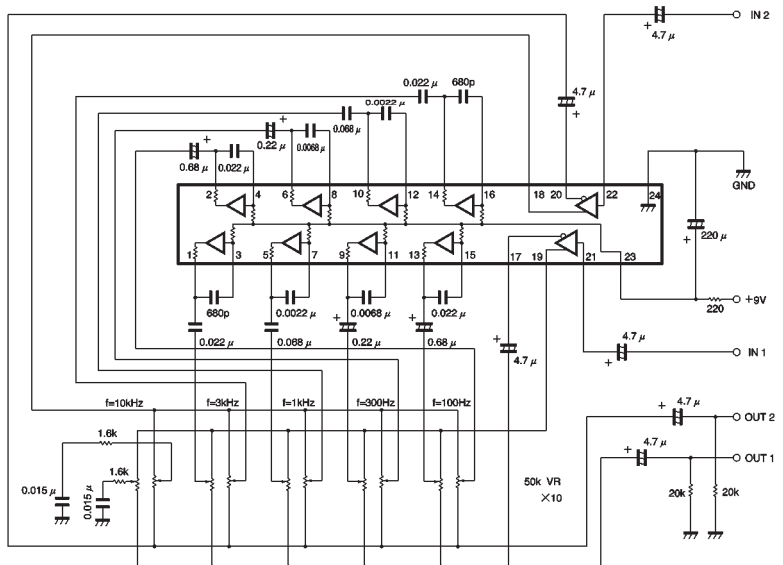 IN 2
4.7 μ
4.7 μ
0.022 μ 680p
0.0022 μ
0.068 μ
0.22 μ 0.0068 μ
0.68 μ 0.022 μ
2 4 6 8 10 12 14 16 18 20 22 24
GND
220 μ
1 3 5 7 9 11 13 15 17 19 21 23
+9V
220
680p 0.0022 μ 0.0068 μ 0.022 μ
0.022 μ 0.068 μ 0.22 μ 0.68 μ
4.7 μ
4.7 μ
IN 1
f=10kHz f=3kHz f=1kHz f=300Hz f=100Hz
4.7 μ
OUT 2
4.7 μ
OUT 1
1.6k
1.6k
0.015 μ
0.015 μ
50k VR
×10
20k 20k